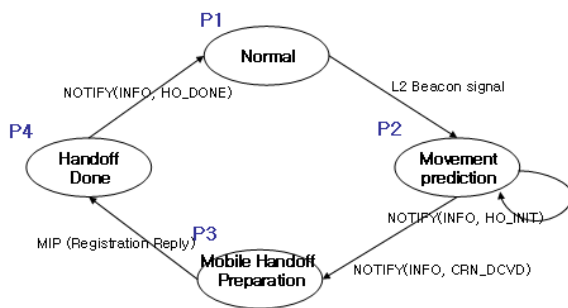 P1
Normal
NOTIFY(INFO, HO_DONE)
L2 Beacon signal
P4
P2
Handoff
Done
Movement
prediction
NOTIFY(INFO, HO_INIT)
MIP (Registration Reply)
P3
Mobile Handoff
Preparation
NOTIFY(INFO, CRN_DCVD)